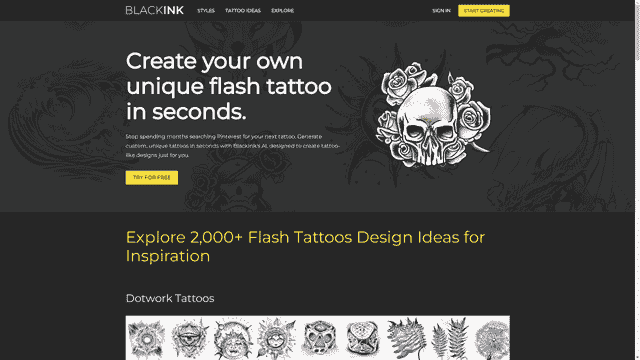 BLACKINK STYLES TATTOO IDEAS EXPLORE SIGN IN START CREATING
Create your own
unique flash tattoo
in seconds.
Stop spending months searching Pinterest for your next tattoo. Generate
custom, unique tattoos in seconds with BlackInk's AI, designed to create tattoo-
like designs just for you.
TRY FOR FREE
Explore 2,000+ Flash Tattoos Design Ideas for
Inspiration
Dotwork Tattoos